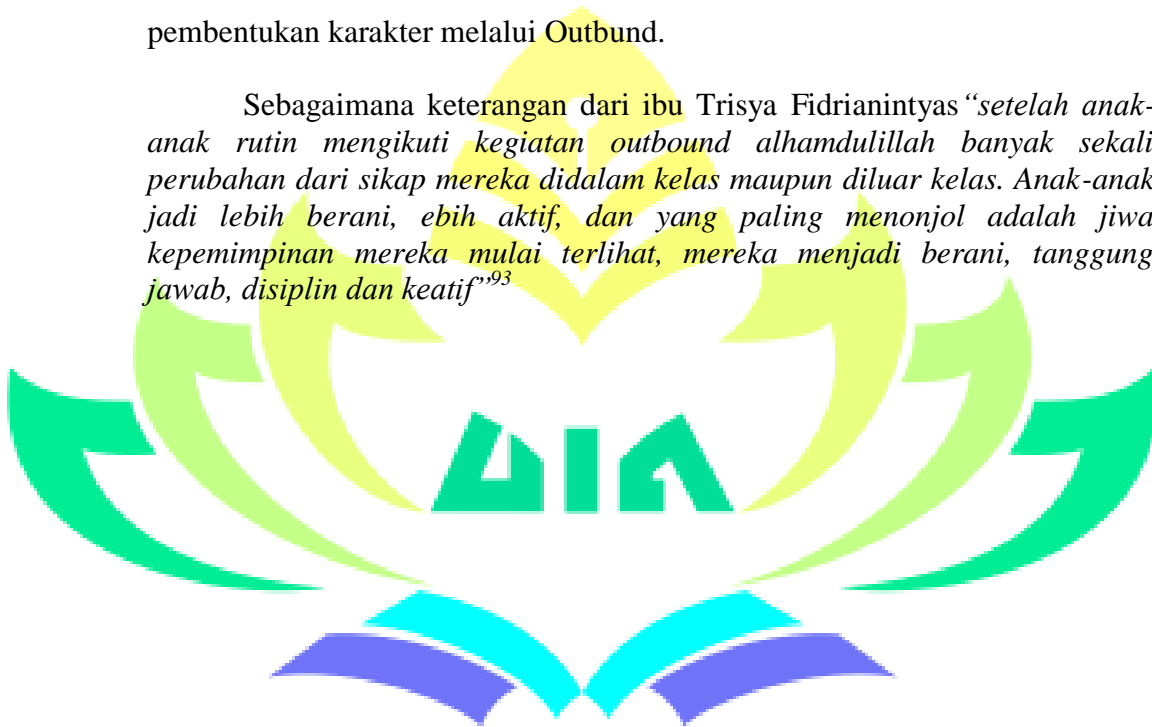 pembentukan karakter melalui Outbund.
Sebagaimana keterangan dari ibu Trisya Fidrianintyas“setelah anak-
anak rutin mengikuti kegiatan outbound alhamdulillah banyak sekali
perubahan dari sikap mereka didalam kelas maupun diluar kelas. Anak-anak
jadi lebih berani, ebih aktif, dan yang paling menonjol adalah jiwa
kepemimpinan mereka mulai terlihat, mereka menjadi berani, tanggung
jawab, disiplin dan keatif”93